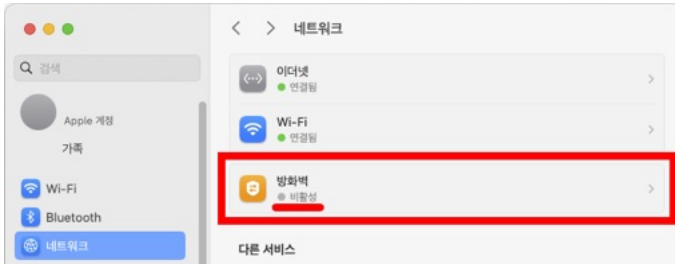 네트워크
검색
Apple 계정
가족
Wi-Fi
Bluetooth
네트워크
이더넷
연결됨
Wi-Fi
연결됨
방화벽
비활성
다른 서비스